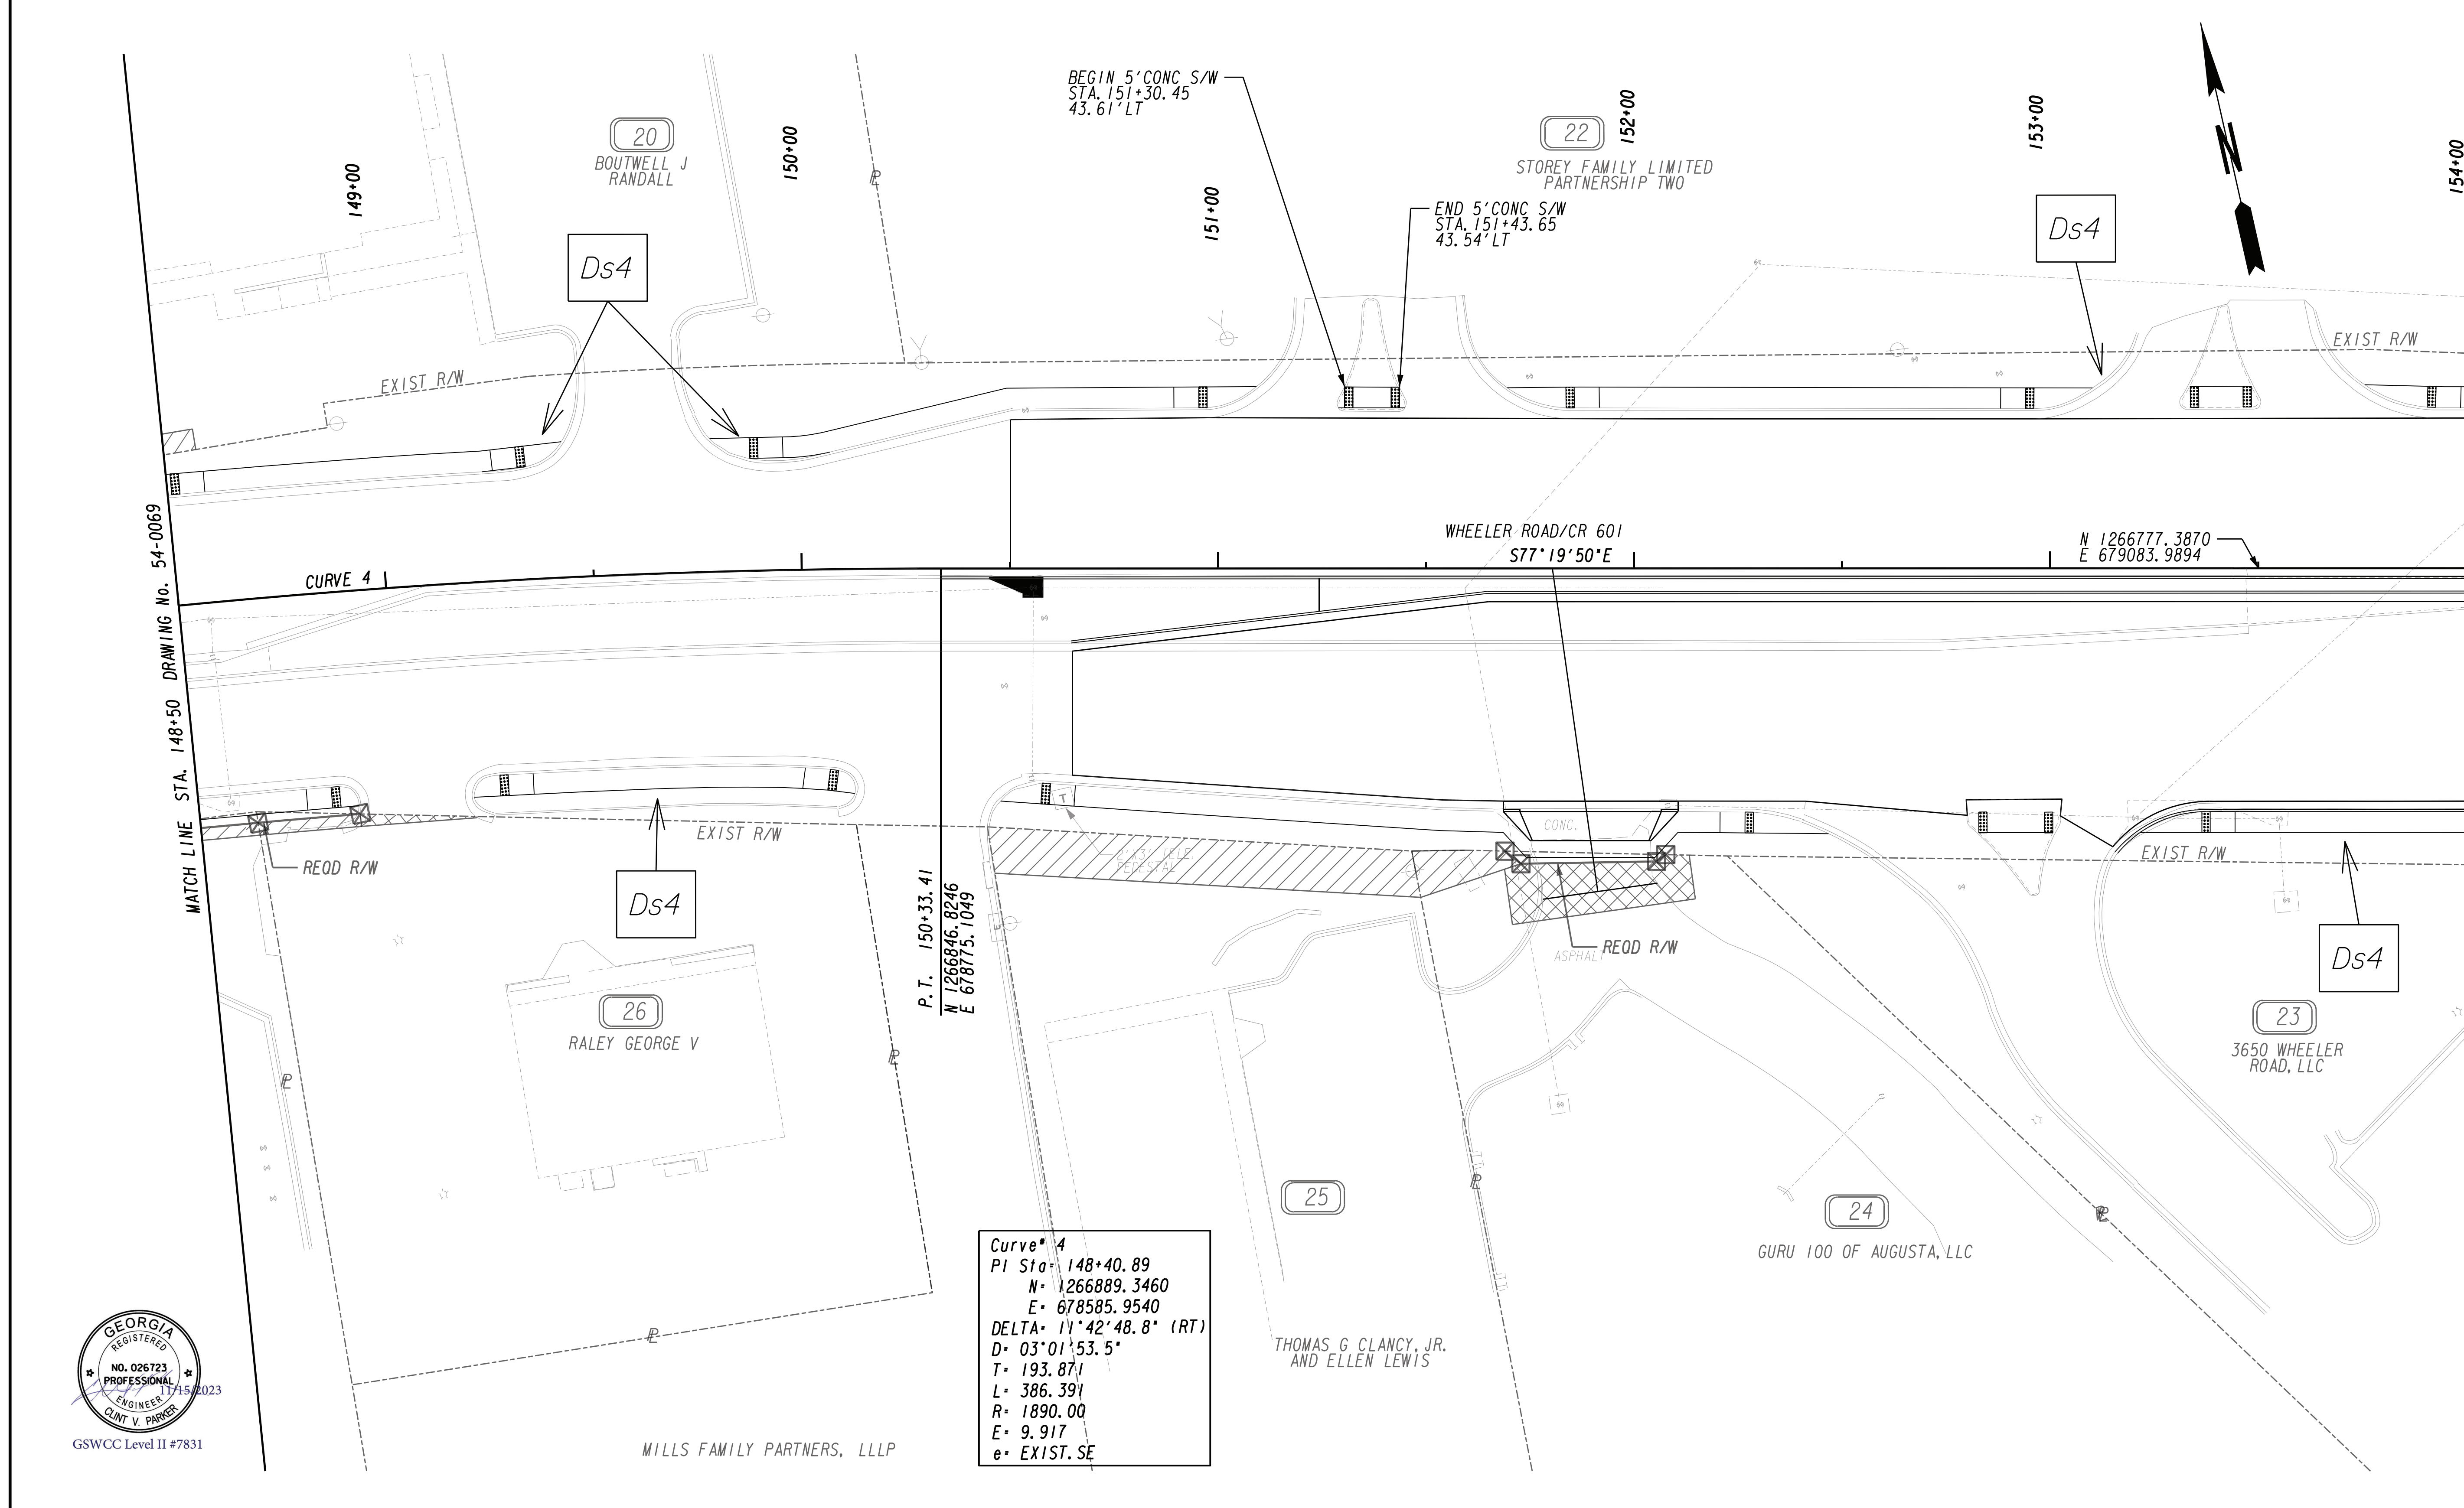 BEGIN 5'CONC S/W
STA. 151+30.45
43.61'LT
20
BOUTWELL J
RANDALL
22
STOREY FAMILY LIMITED
PARTNERSHIP TWO
149+00
150+00
151+00
152+00
153+00
154+00
N
END 5'CONC S/W
STA. 151+43.65
43.54'LT
Ds4
Ds4
EXIST R/W
EXIST R/W
MATCH LINE STA. 148+50 DRAWING No. 54-0069
CURVE 4
WHEELER ROAD/CR 601
S77°19'50"E
N 1266777.3870
E 679083.9894
REQD R/W
EXIST R/W
EXIST R/W
T
2'X3' TELE.
PEDESTAL
CONC.
REQD R/W
ASPHALT
Ds4
Ds4
P.T. 150+33.41
N 1266846.8246
E 678775.1049
E
26
RALEY GEORGE V
23
3650 WHEELER
ROAD, LLC
25
24
GURU 100 OF AUGUSTA, LLC
THOMAS G CLANCY, JR.
AND ELLEN LEWIS
Curve# 4
PI Sta= 148+40.89
N= 1266889.3460
E= 678585.9540
DELTA= 11°42'48.8" (RT)
D= 03°01'53.5"
T= 193.871
L= 386.391
R= 1890.00
E= 9.917
e= EXIST.SE
GEORGIA
REGISTERED
NO. 026723
PROFESSIONAL
11/15/2023
ENGINEER
CLINT V. PARKER
GSWCC Level II #7831
MILLS FAMILY PARTNERS, LLLP